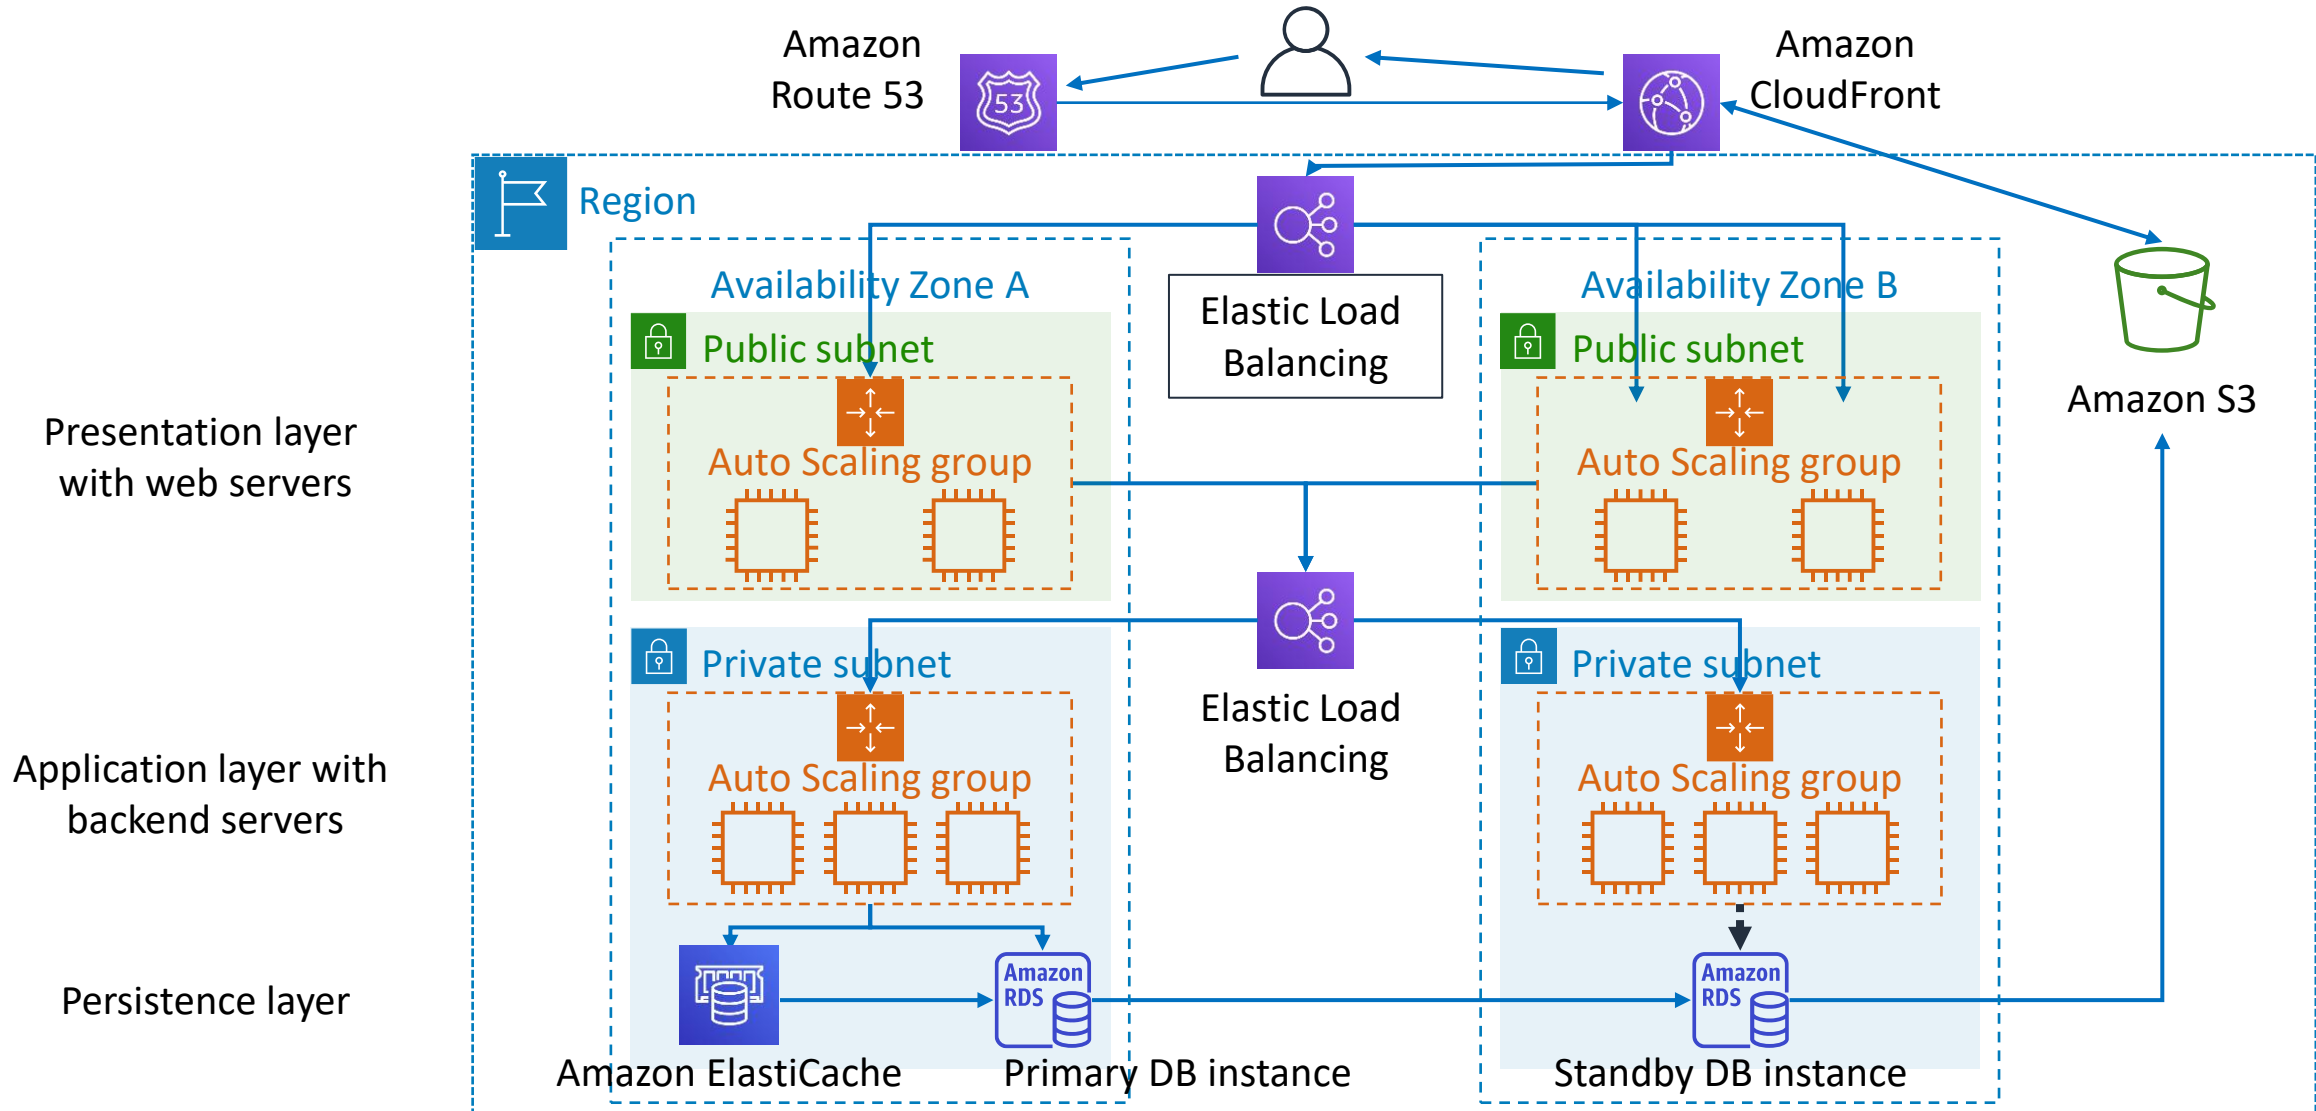 Amazon
Route 53
53
Amazon
CloudFront
Region
Availability Zone A
Elastic Load
Balancing
Availability Zone B
Public subnet
Public subnet
Amazon S3
Presentation layer
with web servers
Auto Scaling group
Auto Scaling group
Private subnet
Private subnet
Elastic Load
Balancing
Application layer with
backend servers
Auto Scaling group
Auto Scaling group
Persistence layer
Amazon
RDS
Amazon
RDS
Amazon ElastiCache
Primary DB instance
Standby DB instance